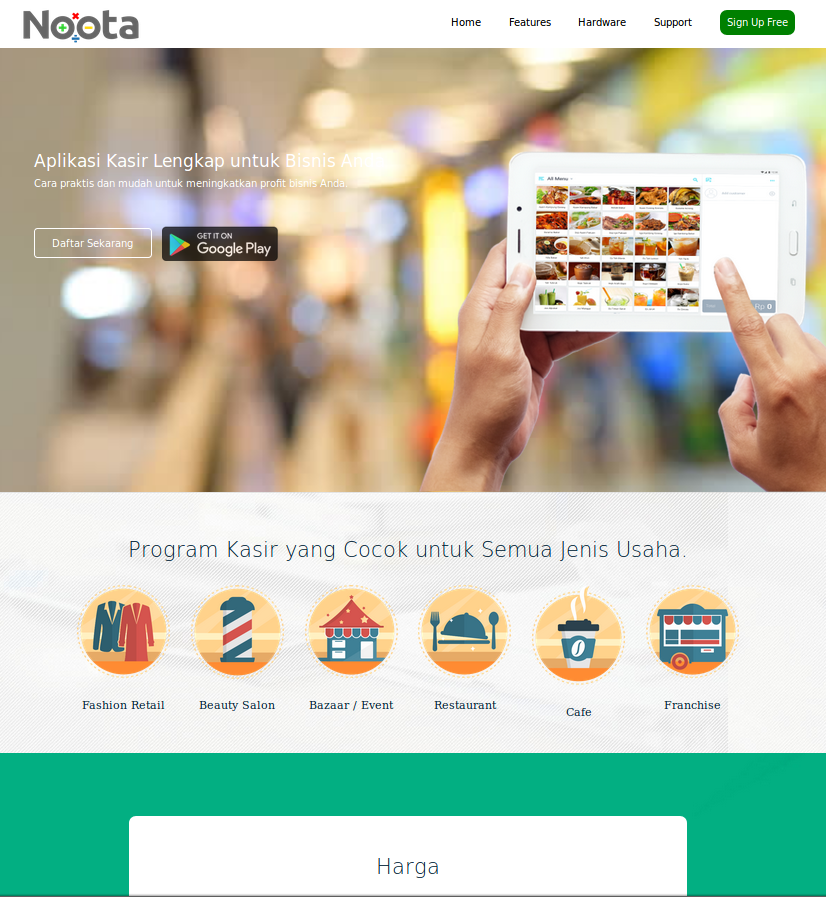 Noota
Home
Features
Hardware
Support
Sign Up Free
Aplikasi Kasir Lengkap untuk Bisnis
Cara praktis dan mudah untuk meningkatkan profit bisnis Anda.
Daftar Sekarang
GET IT ON
Google Play
All Menu
Rp 0
Program Kasir yang Cocok untuk Semua Jenis Usaha.
Fashion Retail
Beauty Salon
Bazaar / Event
Restaurant
Cafe
Franchise
Harga